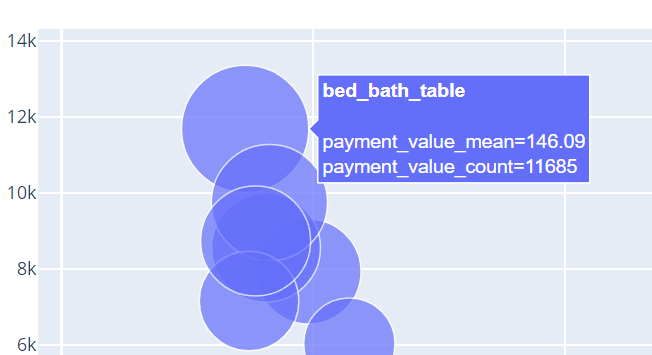 14k
12k
10k
8k
6k
bed_bath_table
payment_value_mean=146.09
payment_value_count=11685